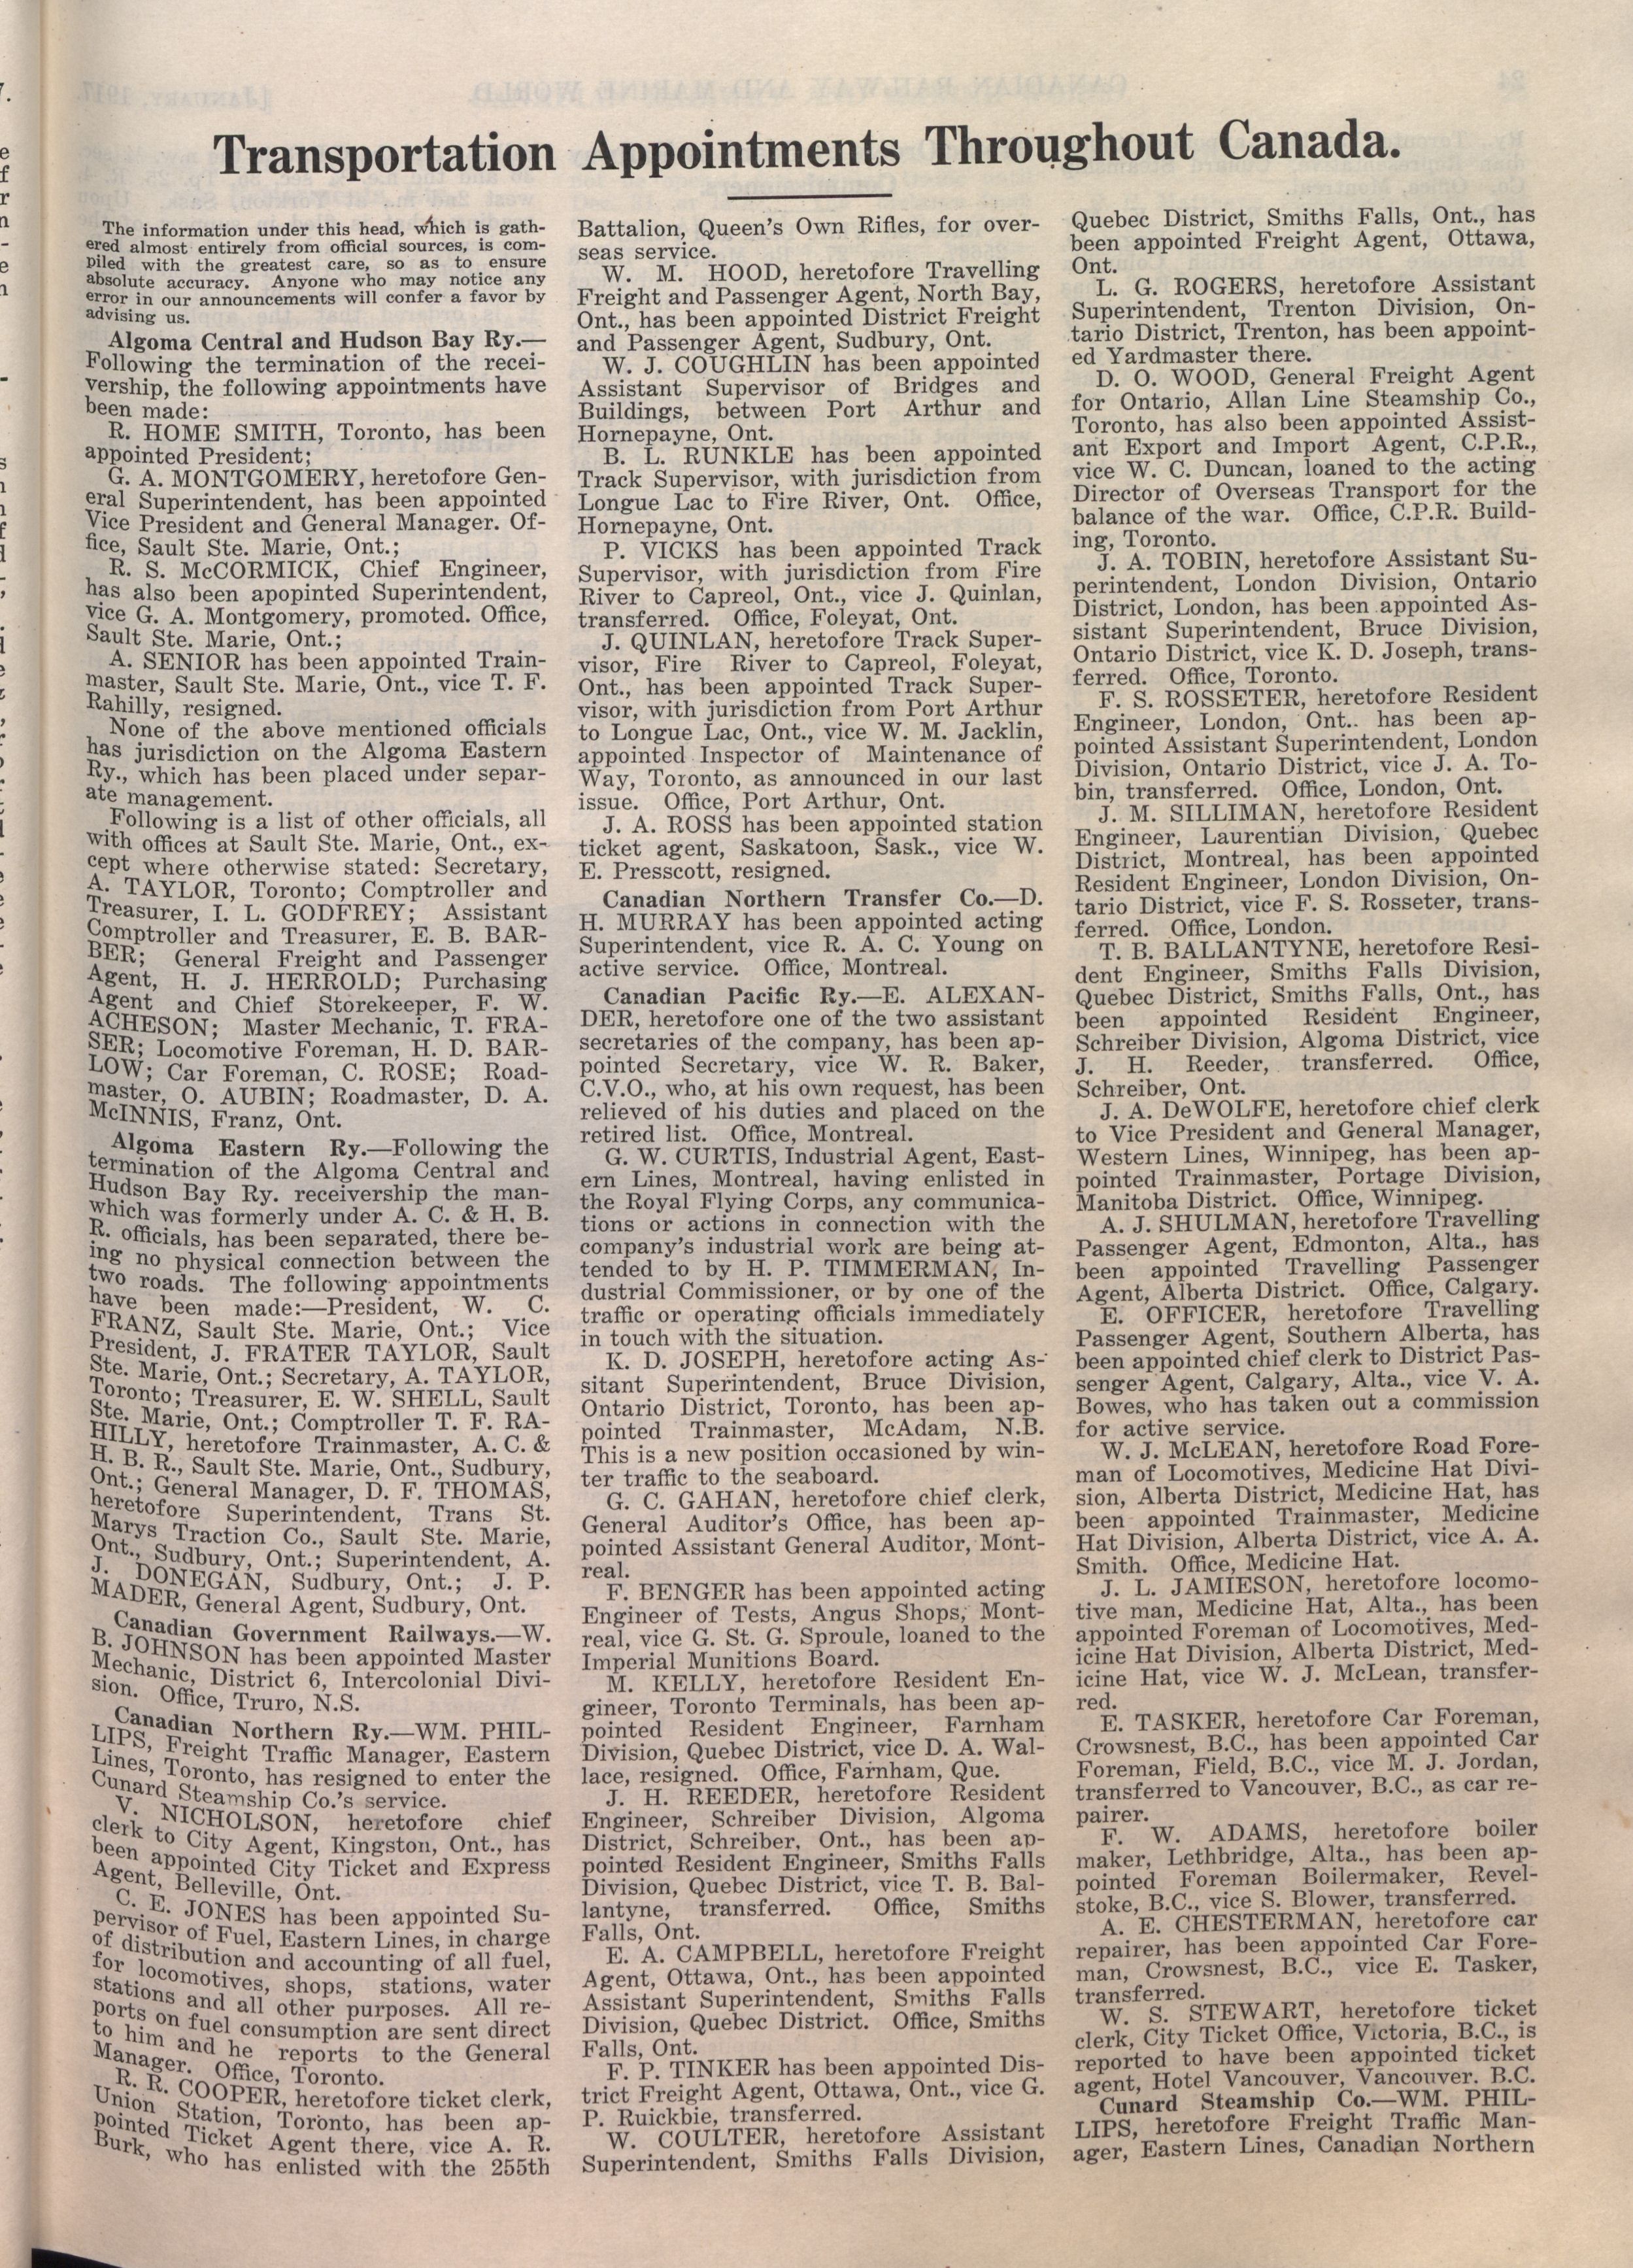 Transportation Appointments Throughout Canada.
The information under this head, which is gath-
ered almost entirely from official sources, is com-
piled with the greatest care, so as to ensure
absolute accuracy. Anyone who may notice any
error in our announcements will confer a favor by
advising us.
Algoma Central and Hudson Bay Ry.—
Following the termination of the recei-
vership, the following appointments have
been made:
R. HOME SMITH, Toronto, has been
appointed President;
G. A. MONTGOMERY, heretofore Gen-
eral Superintendent, has been appointed
Vice President and General Manager. Of-
fice, Sault Ste. Marie, Ont.;
R. S. McCORMICK, Chief Engineer,
has also been apopinted Superintendent,
vice G. A. Montgomery, promoted. Office,
Sault Ste. Marie, Ont.;
A. SENIOR has been appointed Train-
master, Sault Ste. Marie, Ont., vice T. F.
Rahilly, resigned.
None of the above mentioned officials
has jurisdiction on the Algoma Eastern
Ry., which has been placed under separ-
ate management.
Following is a list of other officials, all
with offices at Sault Ste. Marie, Ont., ex-
cept where otherwise stated: Secretary,
A. TAYLOR, Toronto; Comptroller and
Treasurer, I. L. GODFREY; Assistant
Comptroller and Treasurer, E. B. BAR-
BER; General Freight and Passenger
Agent, H. J. HERROLD; Purchasing
Agent and Chief Storekeeper, F. W.
ACHESON; Master Mechanic, T. FRA-
SER; Locomotive Foreman, H. D. BAR-
LOW; Car Foreman, C. ROSE; Road-
master, O. AUBIN; Roadmaster, D. A.
McINNIS, Franz, Ont.
Algoma Eastern Ry.—Following the
termination of the Algoma Central and
Hudson Bay Ry. receivership the man-
which was formerly under A. C. & H. B.
R. officials, has been separated, there be-
ing no physical connection between the
two roads. The following appointments
have been made:—President, W. C.
FRANZ, Sault Ste. Marie, Ont.; Vice
President, J. FRATER TAYLOR, Sault
Ste. Marie, Ont.; Secretary, A. TAYLOR,
Toronto; Treasurer, E. W. SHELL, Sault
Ste. Marie, Ont.; Comptroller T. F. RA-
HILLY, heretofore Trainmaster, A. C. &
H. B. R., Sault Ste. Marie, Ont., Sudbury,
Ont.; General Manager, D. F. THOMAS,
heretofore Superintendent, Trans St.
Marys Traction Co., Sault Ste. Marie,
Ont., Sudbury, Ont.; Superintendent, A.
J. DONEGAN, Sudbury, Ont.; J. P.
MADER, General Agent, Sudbury, Ont.
Canadian Government Railways.—W.
B. JOHNSON has been appointed Master
Mechanic, District 6, Intercolonial Divi-
sion. Office, Truro, N.S.
Canadian Northern Ry.—WM. PHIL-
LIPS, Freight Traffic Manager, Eastern
Lines, Toronto, has resigned to enter the
Cunard Steamship Co.'s service.
V. NICHOLSON, heretofore chief
clerk to City Agent, Kingston, Ont., has
been appointed City Ticket and Express
Agent, Belleville, Ont.
C. E. JONES has been appointed Su-
pervisor of Fuel, Eastern Lines, in charge
of distribution and accounting of all fuel,
for locomotives, shops, stations, water
stations and all other purposes. All re-
ports on fuel consumption are sent direct
to him and he reports to the General
Manager. Office, Toronto.
R. R. COOPER, heretofore ticket clerk,
Union Station, Toronto, has been ap-
pointed Ticket Agent there, vice A. R.
Burk, who has enlisted with the 255th
Battalion, Queen's Own Rifles, for over-
seas service.
W. M. HOOD, heretofore Travelling
Freight and Passenger Agent, North Bay,
Ont., has been appointed District Freight
and Passenger Agent, Sudbury, Ont.
W. J. COUGHLIN has been appointed
Assistant Supervisor of Bridges and
Buildings, between Port Arthur and
Hornepayne, Ont.
B. L. RUNKLE has been appointed
Track Supervisor, with jurisdiction from
Longue Lac to Fire River, Ont. Office,
Hornepayne, Ont.
P. VICKS has been appointed Track
Supervisor, with jurisdiction from Fire
River to Capreol, Ont., vice J. Quinlan,
transferred. Office, Foleyat, Ont.
J. QUINLAN, heretofore Track Super-
visor, Fire River to Capreol, Foleyat,
Ont., has been appointed Track Super-
visor, with jurisdiction from Port Arthur
to Longue Lac, Ont., vice W. M. Jacklin,
appointed Inspector of Maintenance of
Way, Toronto, as announced in our last
issue. Office, Port Arthur, Ont.
J. A. ROSS has been appointed station
ticket agent, Saskatoon, Sask., vice W.
E. Presscott, resigned.
Canadian Northern Transfer Co.—D.
H. MURRAY has been appointed acting
Superintendent, vice R. A. C. Young on
active service. Office, Montreal.
Canadian Pacific Ry.—E. ALEXAN-
DER, heretofore one of the two assistant
secretaries of the company, has been ap-
pointed Secretary, vice W. R. Baker,
C.V.O., who, at his own request, has been
relieved of his duties and placed on the
retired list. Office, Montreal.
G. W. CURTIS, Industrial Agent, East-
ern Lines, Montreal, having enlisted in
the Royal Flying Corps, any communica-
tions or actions in connection with the
company's industrial work are being at-
tended to by H. P. TIMMERMAN, In-
dustrial Commissioner, or by one of the
traffic or operating officials immediately
in touch with the situation.
K. D. JOSEPH, heretofore acting As-
sitant Superintendent, Bruce Division,
Ontario District, Toronto, has been ap-
pointed Trainmaster, McAdam, N.B.
This is a new position occasioned by win-
ter traffic to the seaboard.
G. C. GAHAN, heretofore chief clerk,
General Auditor's Office, has been ap-
pointed Assistant General Auditor, Mont-
real.
F. BENGER has been appointed acting
Engineer of Tests, Angus Shops, Mont-
real, vice G. St. G. Sproule, loaned to the
Imperial Munitions Board.
M. KELLY, heretofore Resident En-
gineer, Toronto Terminals, has been ap-
pointed Resident Engineer, Farnham
Division, Quebec District, vice D. A. Wal-
lace, resigned. Office, Farnham, Que.
J. H. REEDER, heretofore Resident
Engineer, Schreiber Division, Algoma
District, Schreiber, Ont., has been ap-
pointed Resident Engineer, Smiths Falls
Division, Quebec District, vice T. B. Bal-
lantyne, transferred. Office, Smiths
Falls, Ont.
E. A. CAMPBELL, heretofore Freight
Agent, Ottawa, Ont., has been appointed
Assistant Superintendent, Smiths Falls
Division, Quebec District. Office, Smiths
Falls, Ont.
F. P. TINKER has been appointed Dis-
trict Freight Agent, Ottawa, Ont., vice G.
P. Ruickbie, transferred.
W. COULTER, heretofore Assistant
Superintendent, Smiths Falls Division,
Quebec District, Smiths Falls, Ont., has
been appointed Freight Agent, Ottawa,
Ont.
L. G. ROGERS, heretofore Assistant
Superintendent, Trenton Division, On-
tario District, Trenton, has been appoint-
ed Yardmaster there.
D. O. WOOD, General Freight Agent
for Ontario, Allan Line Steamship Co.,
Toronto, has also been appointed Assist-
ant Export and Import Agent, C.P.R.,
vice W. C. Duncan, loaned to the acting
Director of Overseas Transport for the
balance of the war. Office, C.P.R. Build-
ing, Toronto.
J. A. TOBIN, heretofore Assistant Su-
perintendent, London Division, Ontario
District, London, has been appointed As-
sistant Superintendent, Bruce Division,
Ontario District, vice K. D. Joseph, trans-
ferred. Office, Toronto.
F. S. ROSSETER, heretofore Resident
Engineer, London, Ont.. has been ap-
pointed Assistant Superintendent, London
Division, Ontario District, vice J. A. To-
bin, transferred. Office, London, Ont.
J. M. SILLIMAN, heretofore Resident
Engineer, Laurentian Division, Quebec
District, Montreal, has been appointed
Resident Engineer, London Division, On-
tario District, vice F. S. Rosseter, trans-
ferred. Office, London.
T. B. BALLANTYNE, heretofore Resi-
dent Engineer, Smiths Falls Division,
Quebec District, Smiths Falls, Ont., has
been appointed Resident Engineer,
Schreiber Division, Algoma District, vice
J. H. Reeder, transferred. Office,
Schreiber, Ont.
J. A. DeWOLFE, heretofore chief clerk
to Vice President and General Manager,
Western Lines, Winnipeg, has been ap-
pointed Trainmaster, Portage Division,
Manitoba District. Office, Winnipeg.
A. J. SHULMAN, heretofore Travelling
Passenger Agent, Edmonton, Alta., has
been appointed Travelling Passenger
Agent, Alberta District. Office, Calgary.
E. OFFICER, heretofore Travelling
Passenger Agent, Southern Alberta, has
been appointed chief clerk to District Pas-
senger Agent, Calgary, Alta., vice V. A.
Bowes, who has taken out a commission
for active service.
W. J. McLEAN, heretofore Road Fore-
man of Locomotives, Medicine Hat Divi-
sion, Alberta District, Medicine Hat, has
been appointed Trainmaster, Medicine
Hat Division, Alberta District, vice A. A.
Smith. Office, Medicine Hat.
J. L. JAMIESON, heretofore locomo-
tive man, Medicine Hat, Alta., has been
appointed Foreman of Locomotives, Med-
icine Hat Division, Alberta District, Med-
icine Hat, vice W. J. McLean, transfer-
red.
E. TASKER, heretofore Car Foreman,
Crowsnest, B.C., has been appointed Car
Foreman, Field, B.C., vice M. J. Jordan,
transferred to Vancouver, B.C., as car re-
pairer.
F. W. ADAMS, heretofore boiler
maker, Lethbridge, Alta., has been ap-
pointed Foreman Boilermaker, Revel-
stoke, B.C., vice S. Blower, transferred.
A. E. CHESTERMAN, heretofore car
repairer, has been appointed Car Fore-
man, Crowsnest, B.C., vice E. Tasker,
transferred.
W. S. STEWART, heretofore ticket
clerk, City Ticket Office, Victoria, B.C., is
reported to have been appointed ticket
agent, Hotel Vancouver, Vancouver. B.C.
Cunard Steamship Co.—WM. PHIL-
LIPS, heretofore Freight Traffic Man-
ager, Eastern Lines, Canadian Northern